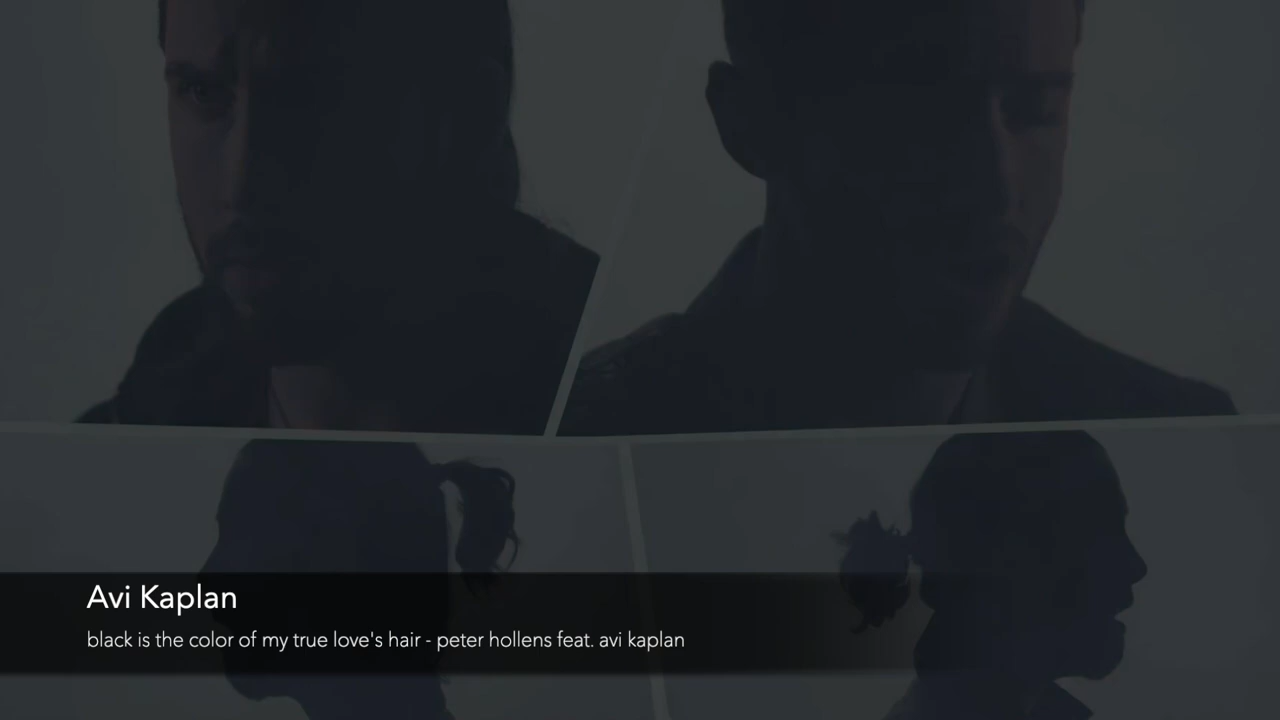 Avi Kaplan
black is the color of my true love's hair - peter hollens feat. avi kaplan